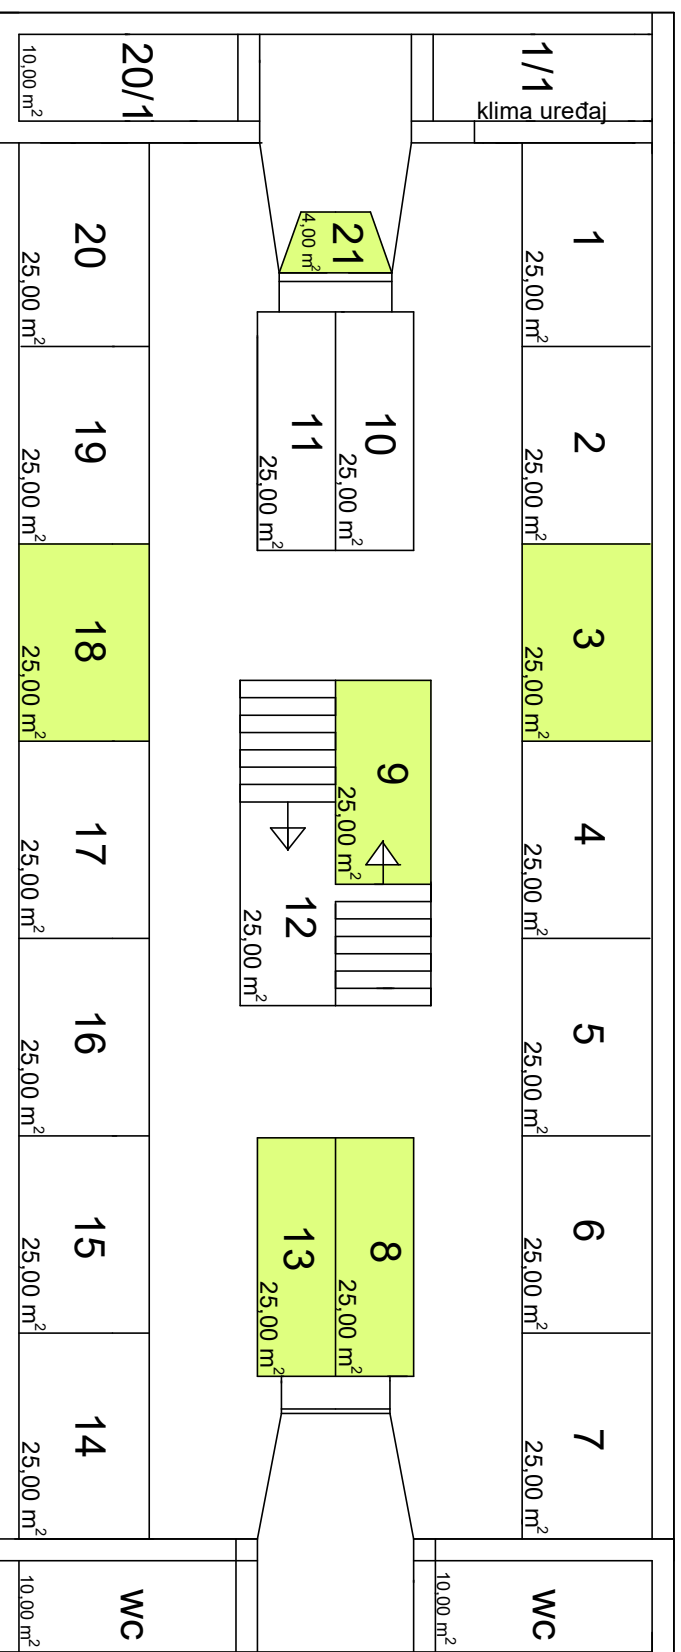 1/1
klima uređaj
1
25,00 m²
2
25,00 m²
3
25,00 m²
4
25,00 m²
5
25,00 m²
6
25,00 m²
7
25,00 m²
WC
10,00 m²
21
4,00 m²
10
25,00 m²
11
25,00 m²
9
25,00 m²
12
25,00 m²
8
25,00 m²
13
25,00 m²
20/1
10,00 m²
20
25,00 m²
19
25,00 m²
18
25,00 m²
17
25,00 m²
16
25,00 m²
15
25,00 m²
14
25,00 m²
WC
10,00 m²